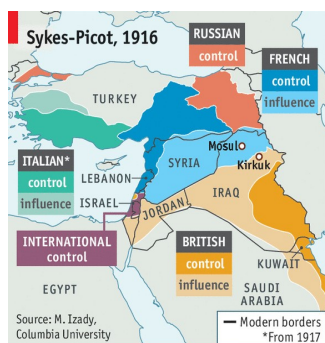 Sykes-Picot, 1916
RUSSIAN
control
FRENCH
control
influence
TURKEY
ITALIAN*
control
influence
Mosul
Kirkuk
SYRIA
LEBANON
ISRAEL
IRAQ
JORDAN
INTERNATIONAL
control
BRITISH
control
influence
KUWAIT
EGYPT
SAUDI
ARABIA
Source: M. Izady,
Columbia University
Modern borders
*From 1917